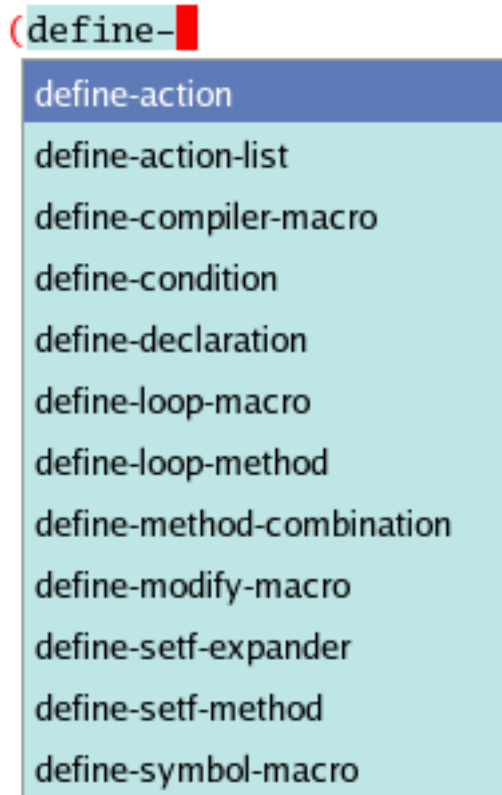 (define-
define-action
define-action-list
define-compiler-macro
define-condition
define-declaration
define-loop-macro
define-loop-method
define-method-combination
define-modify-macro
define-setf-expander
define-setf-method
define-symbol-macro